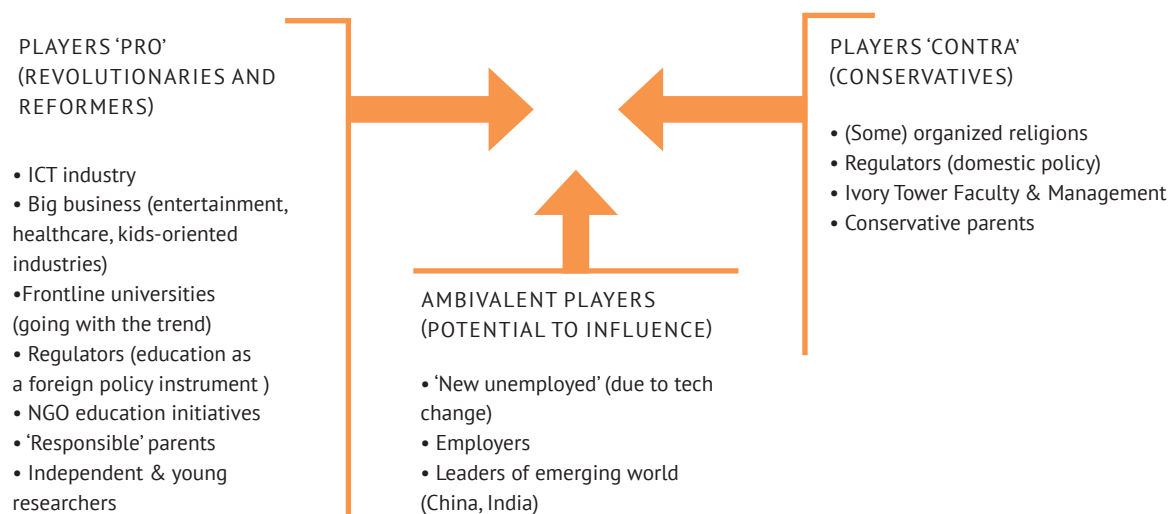 PLAYERS ‘PRO’
(REVOLUTIONARIES AND
REFORMERS)
• ICT industry
• Big business (entertainment,
healthcare, kids-oriented
industries)
•Frontline universities
(going with the trend)
• Regulators (education as
a foreign policy instrument )
• NGO education initiatives
• ‘Responsible’ parents
• Independent & young
researchers
AMBIVALENT PLAYERS
(POTENTIAL TO INFLUENCE)
• ‘New unemployed’ (due to tech
change)
• Employers
• Leaders of emerging world
(China, India)
PLAYERS ‘CONTRA’
(CONSERVATIVES)
• (Some) organized religions
• Regulators (domestic policy)
• Ivory Tower Faculty & Management
• Conservative parents